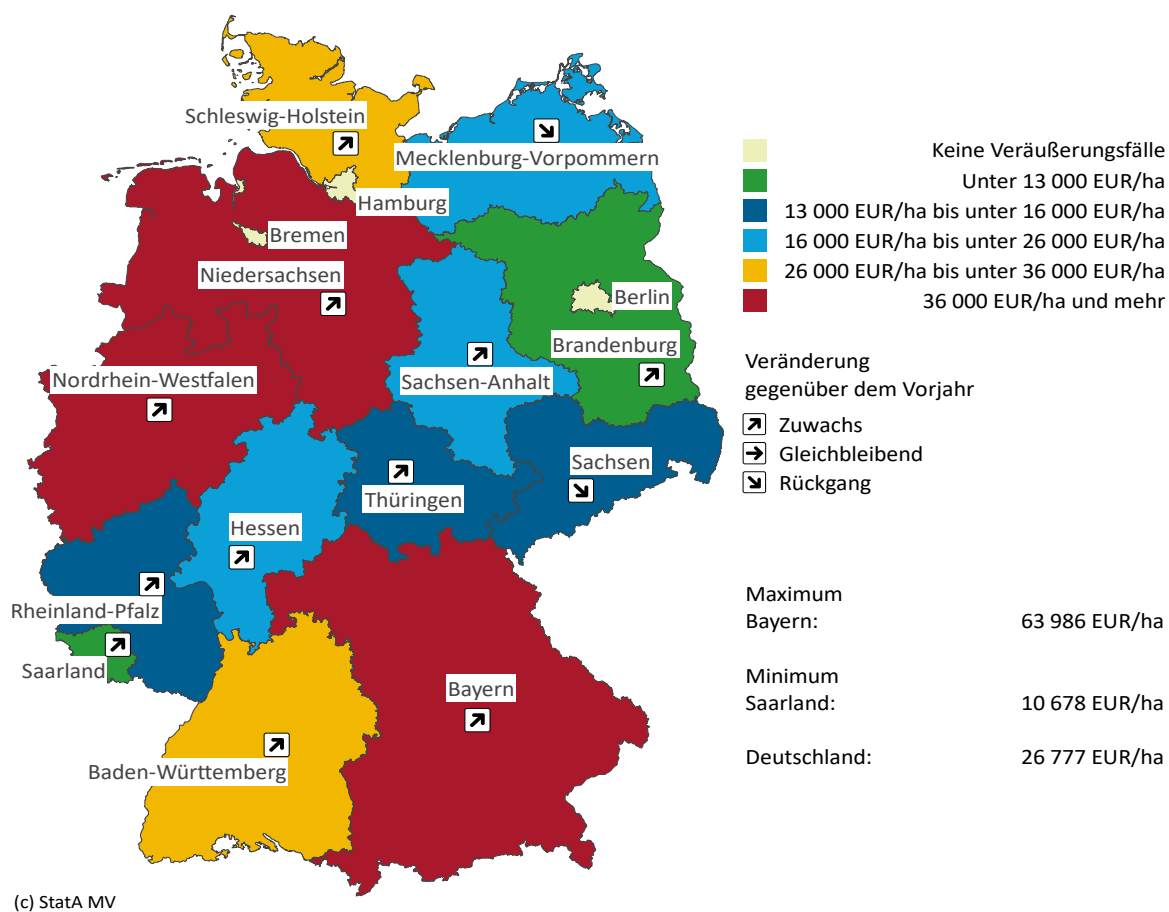 Schleswig-Holstein
Mecklenburg-Vorpommern
Hamburg
Bremen
Niedersachsen
Berlin
Brandenburg
Nordrhein-Westfalen
Sachsen-Anhalt
Sachsen
Thüringen
Hessen
Rheinland-Pfalz
Saarland
Bayern
Baden-Württemberg
Keine Veräußerungsfälle
Unter 13 000 EUR/ha
13 000 EUR/ha bis unter 16 000 EUR/ha
16 000 EUR/ha bis unter 26 000 EUR/ha
26 000 EUR/ha bis unter 36 000 EUR/ha
36 000 EUR/ha und mehr
Veränderung
gegenüber dem Vorjahr
Zuwachs
Gleichbleibend
Rückgang
Maximum
Bayern: 63 986 EUR/ha
Minimum
Saarland: 10 678 EUR/ha
Deutschland: 26 777 EUR/ha
(c) StatA MV